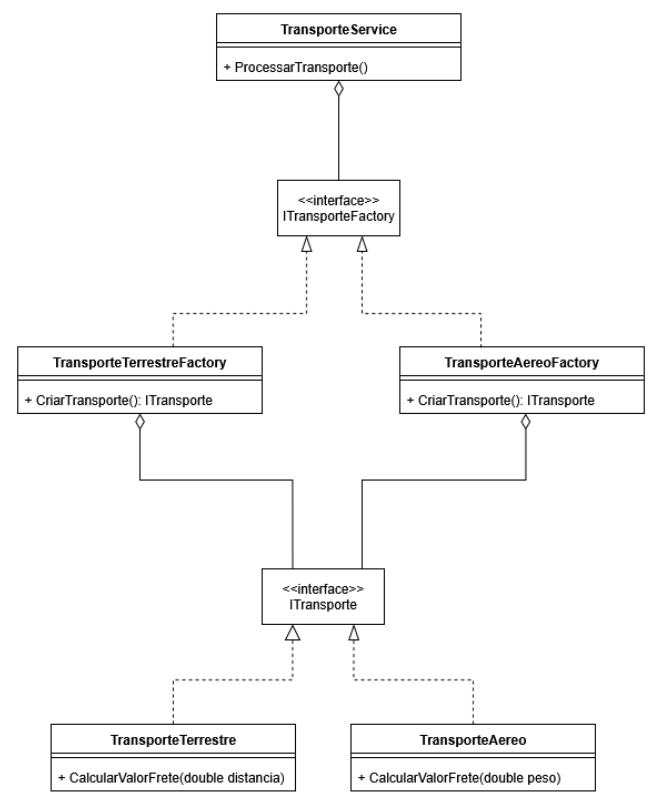 TransporteService
+ ProcessarTransporte()
<<interface>>
ITransporteFactory
TransporteTerrestreFactory
+ CriarTransporte(): ITransporte
TransporteAereoFactory
+ CriarTransporte(): ITransporte
<<interface>>
ITransporte
TransporteTerrestre
+ CalcularValorFrete(double distancia)
TransporteAereo
+ CalcularValorFrete(double peso)